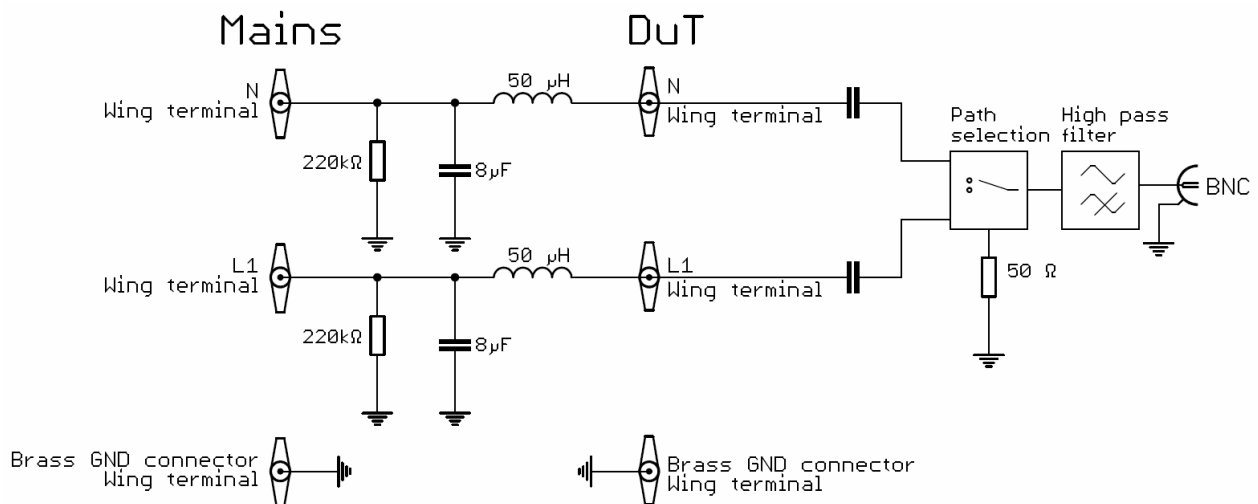 Mains
DuT
N
Wing terminal
50 µH
N
Wing terminal
220kΩ
8µF
Path
selection
High pass
filter
BNC
L1
Wing terminal
50 µH
L1
Wing terminal
50 Ω
220kΩ
8µF
Brass GND connector
Wing terminal
Brass GND connector
Wing terminal